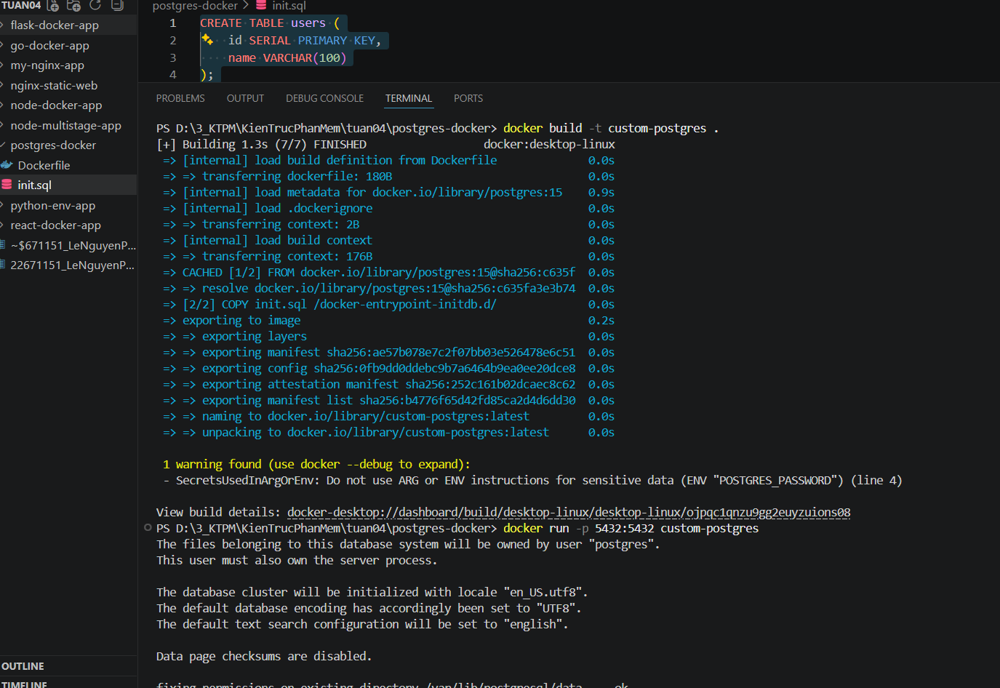 TUAN04
flask-docker-app
go-docker-app
my-nginx-app
nginx-static-web
node-docker-app
node-multistage-app
postgres-docker
Dockerfile
init.sql
python-env-app
react-docker-app
~$671151_LeNguyenP...
22671151_LeNguyenP...
OUTLINE
TIMELINE
postgres-docker > init.sql
1 CREATE TABLE users (
2 id SERIAL PRIMARY KEY,
3 name VARCHAR(100)
4 );
PROBLEMS OUTPUT DEBUG CONSOLE TERMINAL PORTS
PS D:\3_KTPM\KienTrucPhanMem\tuan04\postgres-docker> docker build -t custom-postgres .
[+] Building 1.3s (7/7) FINISHED docker:desktop-linux
=> [internal] load build definition from Dockerfile 0.0s
=> => transferring dockerfile: 180B 0.0s
=> [internal] load metadata for docker.io/library/postgres:15 0.9s
=> [internal] load .dockerignore 0.0s
=> => transferring context: 2B 0.0s
=> [internal] load build context 0.0s
=> => transferring context: 176B 0.0s
=> CACHED [1/2] FROM docker.io/library/postgres:15@sha256:c635f 0.0s
=> => resolve docker.io/library/postgres:15@sha256:c635fa3e3b74 0.0s
=> [2/2] COPY init.sql /docker-entrypoint-initdb.d/ 0.0s
=> exporting to image 0.2s
=> => exporting layers 0.0s
=> => exporting manifest sha256:ae57b078e7c2f07bb03e526478e6c51 0.0s
=> => exporting config sha256:0fb9dd0ddebc9b7a6464b9ea0ee20dce8 0.0s
=> => exporting attestation manifest sha256:252c161b02dcaec8c62 0.0s
=> => exporting manifest list sha256:b4776f65d42fd85ca2d4d6dd30 0.0s
=> => naming to docker.io/library/custom-postgres:latest 0.0s
=> => unpacking to docker.io/library/custom-postgres:latest 0.0s
1 warning found (use docker --debug to expand):
- SecretsUsedInArgOrEnv: Do not use ARG or ENV instructions for sensitive data (ENV "POSTGRES_PASSWORD") (line 4)
View build details: docker-desktop://dashboard/build/desktop-linux/desktop-linux/ojpqc1qnzu9gg2euyzuions08
PS D:\3_KTPM\KienTrucPhanMem\tuan04\postgres-docker> docker run -p 5432:5432 custom-postgres
The files belonging to this database system will be owned by user "postgres".
This user must also own the server process.
The database cluster will be initialized with locale "en_US.utf8".
The default database encoding has accordingly been set to "UTF8".
The default text search configuration will be set to "english".
Data page checksums are disabled.
fixing permissions on existing directory /var/lib/postgresql/data ... ok